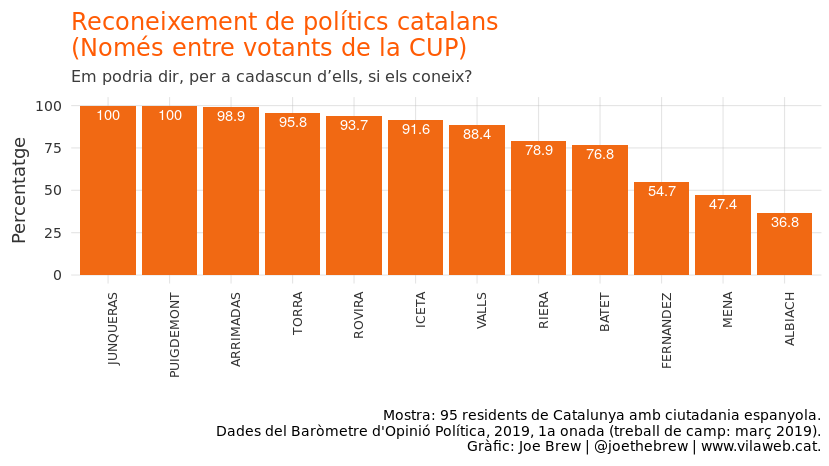 Reconeixement de polítics catalans
(Només entre votants de la CUP)
Em podria dir, per a cadascun d’ells, si els coneix?
Percentatge
100
75
50
25
0
100
100
98.9
95.8
93.7
91.6
88.4
78.9
76.8
54.7
47.4
36.8
JUNQUERAS
PUIGDEMONT
ARRIMADAS
TORRA
ROVIRA
ICETA
VALLS
RIERA
BATET
FERNANDEZ
MENA
ALBIACH
Mostra: 95 residents de Catalunya amb ciutadania espanyola.
Dades del Baròmetre d'Opinió Política, 2019, 1a onada (treball de camp: març 2019).
Gràfic: Joe Brew | @joethebrew | www.vilaweb.cat.